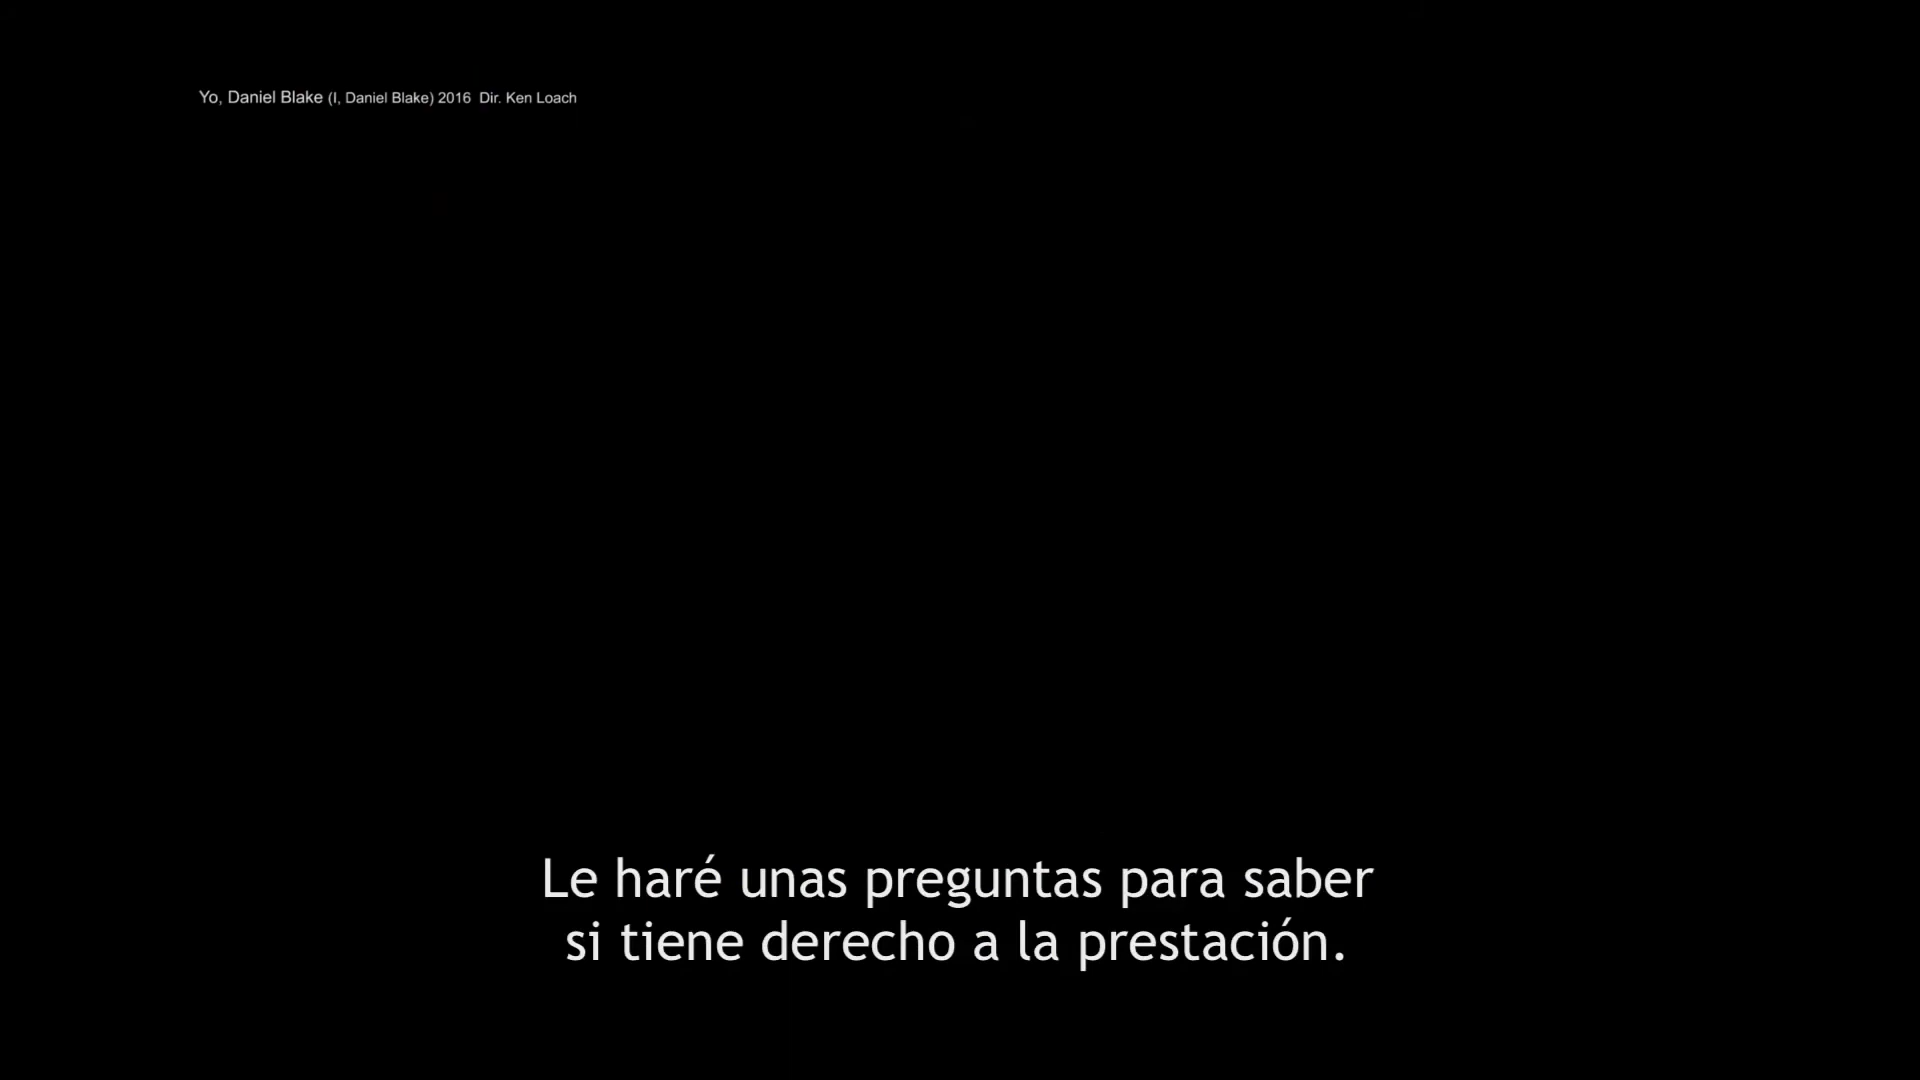 Yo, Daniel Blake (I, Daniel Blake) 2016 Dir. Ken Loach
Le haré unas preguntas para saber
si tiene derecho a la prestación.